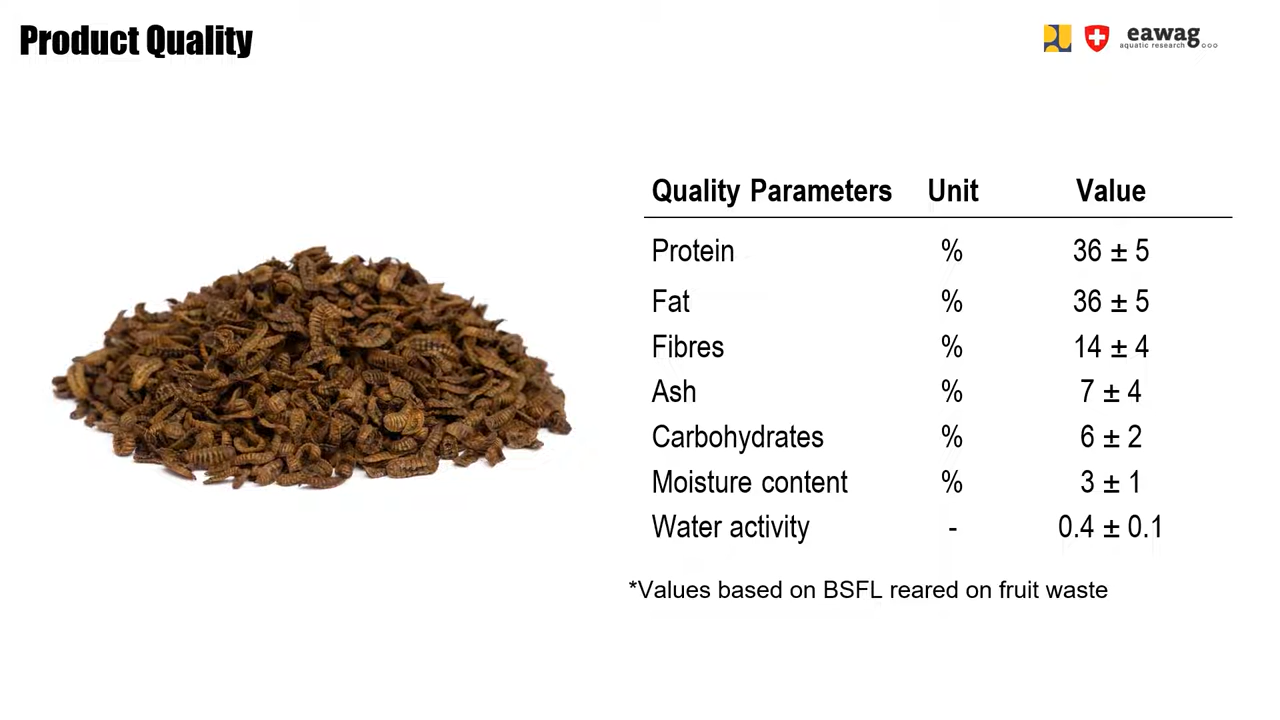 Product Quality
eawag
aquatic research
Quality Parameters Unit Value
Protein % 36 ± 5
Fat % 36 ± 5
Fibres % 14 ± 4
Ash % 7 ± 4
Carbohydrates % 6 ± 2
Moisture content % 3 ± 1
Water activity - 0.4 ± 0.1
*Values based on BSFL reared on fruit waste